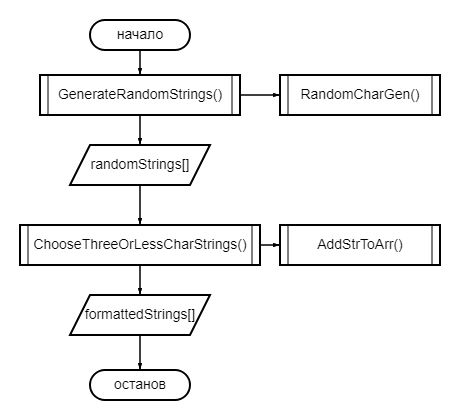 начало
GenerateRandomStrings()
RandomCharGen()
randomStrings[]
ChooseThreeOrLessCharStrings()
AddStrToArr()
formattedStrings[]
останов